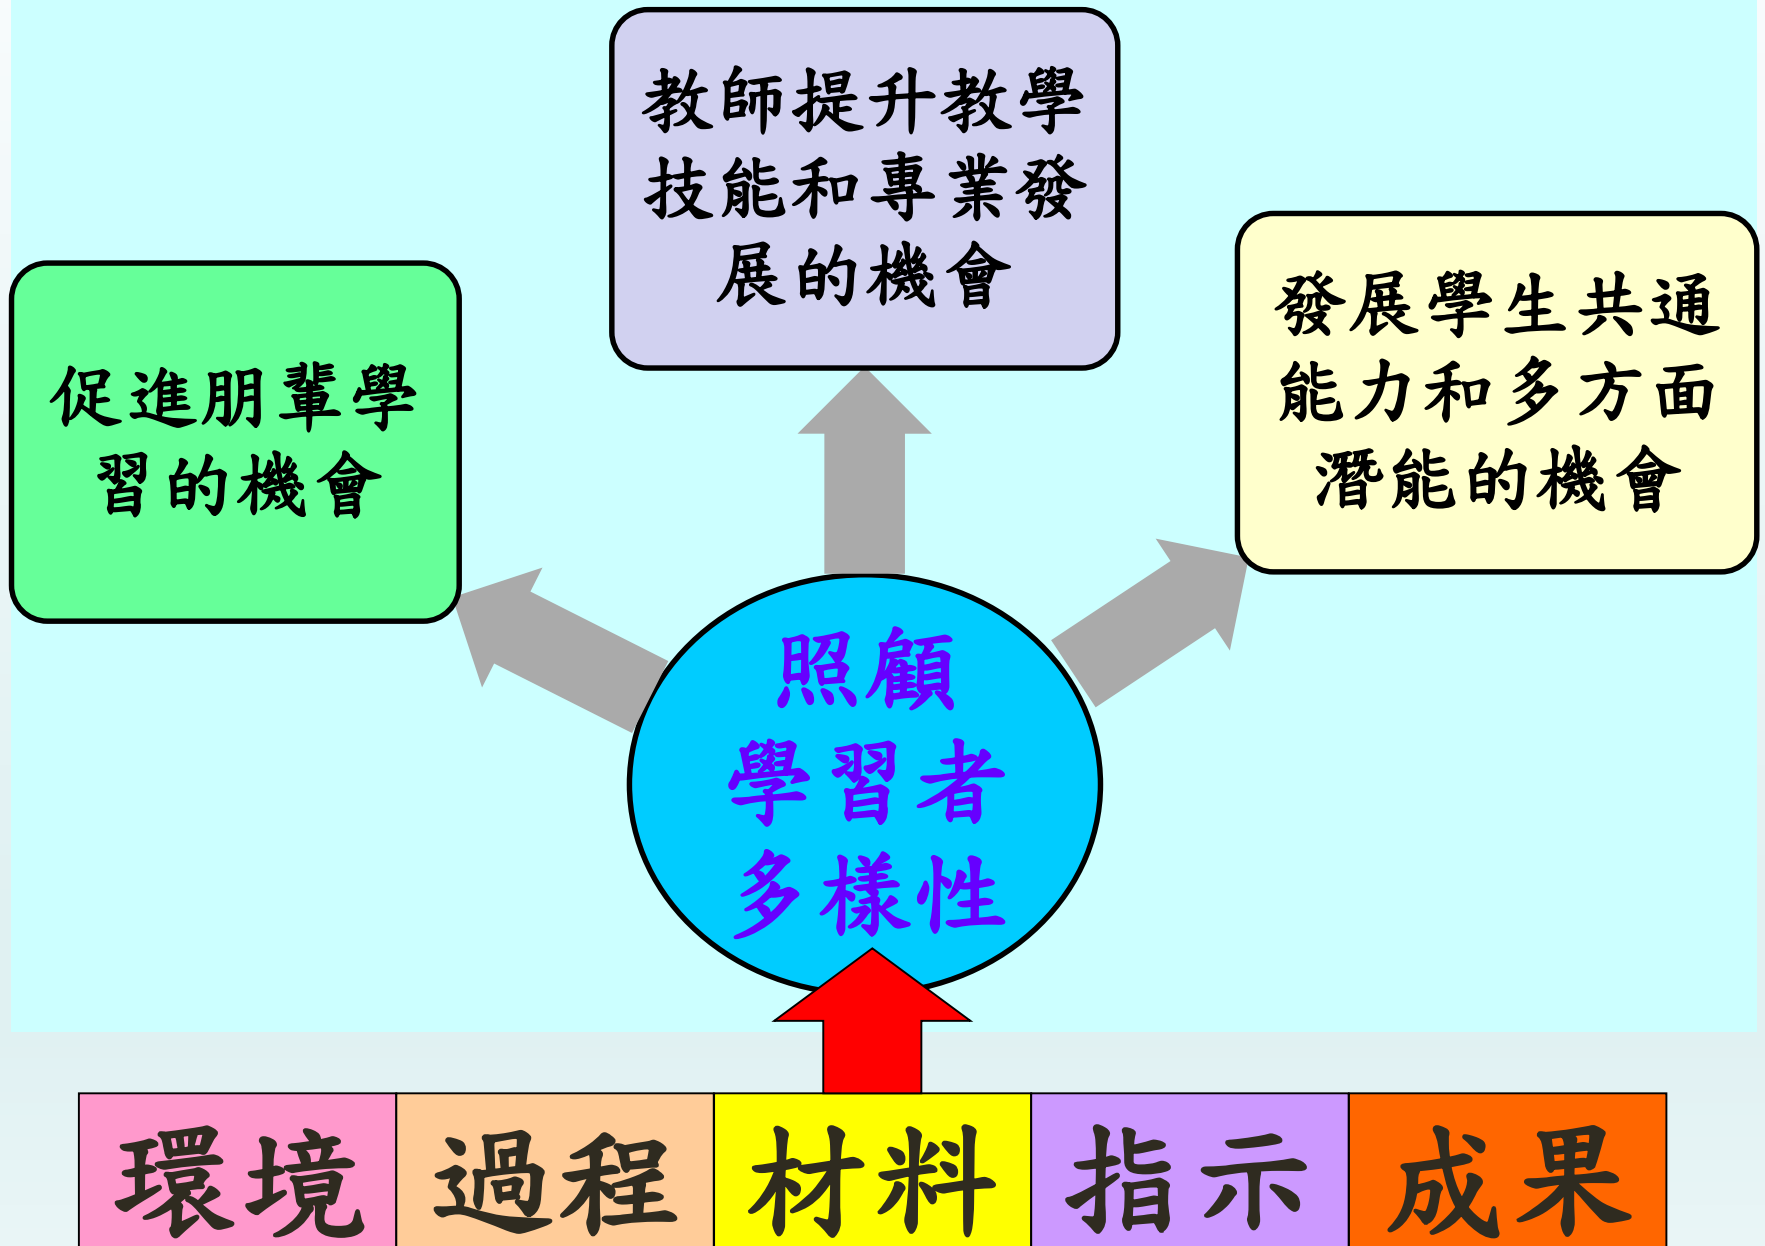 教師提升教學
技能和專業發
展的機會
促進朋輩學
習的機會
發展學生共通
能力和多方面
潛能的機會
照顧
學習者
多樣性
環境
過程
材料
指示
成果